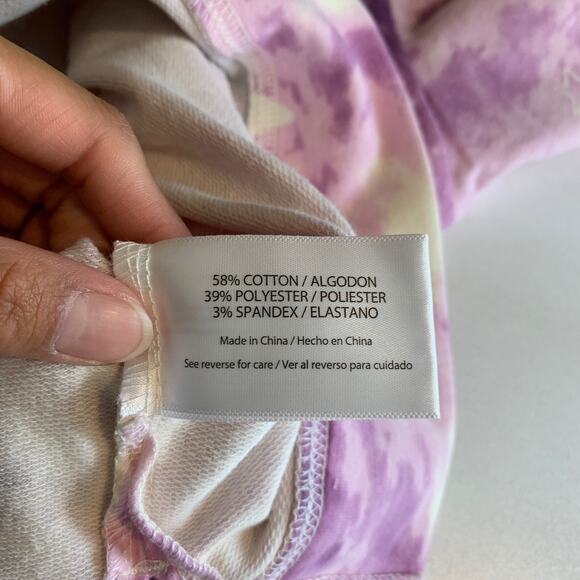 58% COTTON / ALGODON
39% POLYESTER / POLIESTER
3% SPANDEX / ELASTANO
Made in China / Hecho en China
See reverse for care / Ver al reverso para cuidado